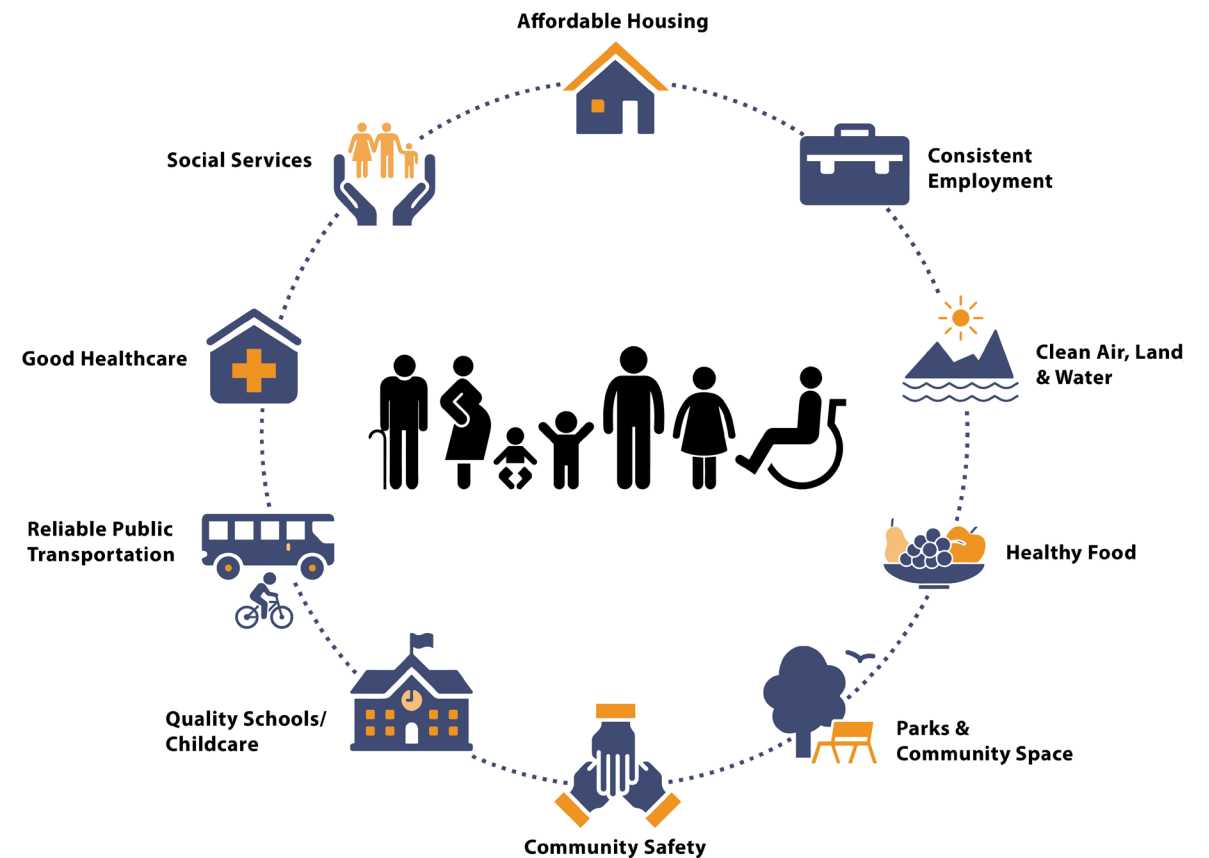 Affordable Housing
Social Services
Consistent
Employment
Good Healthcare
Clean Air, Land
& Water
Reliable Public
Transportation
Healthy Food
Quality Schools/
Childcare
Parks &
Community Space
Community Safety